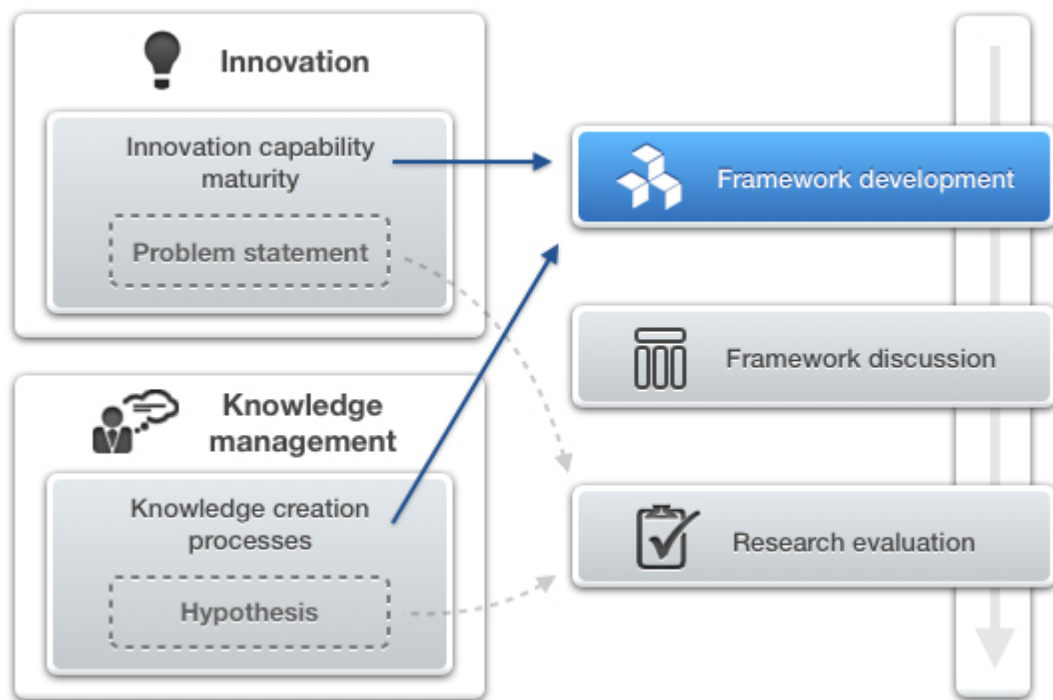 Innovation
Innovation capability
maturity
Problem statement
Knowledge
management
Knowledge creation
processes
Hypothesis
Framework development
Framework discussion
Research evaluation